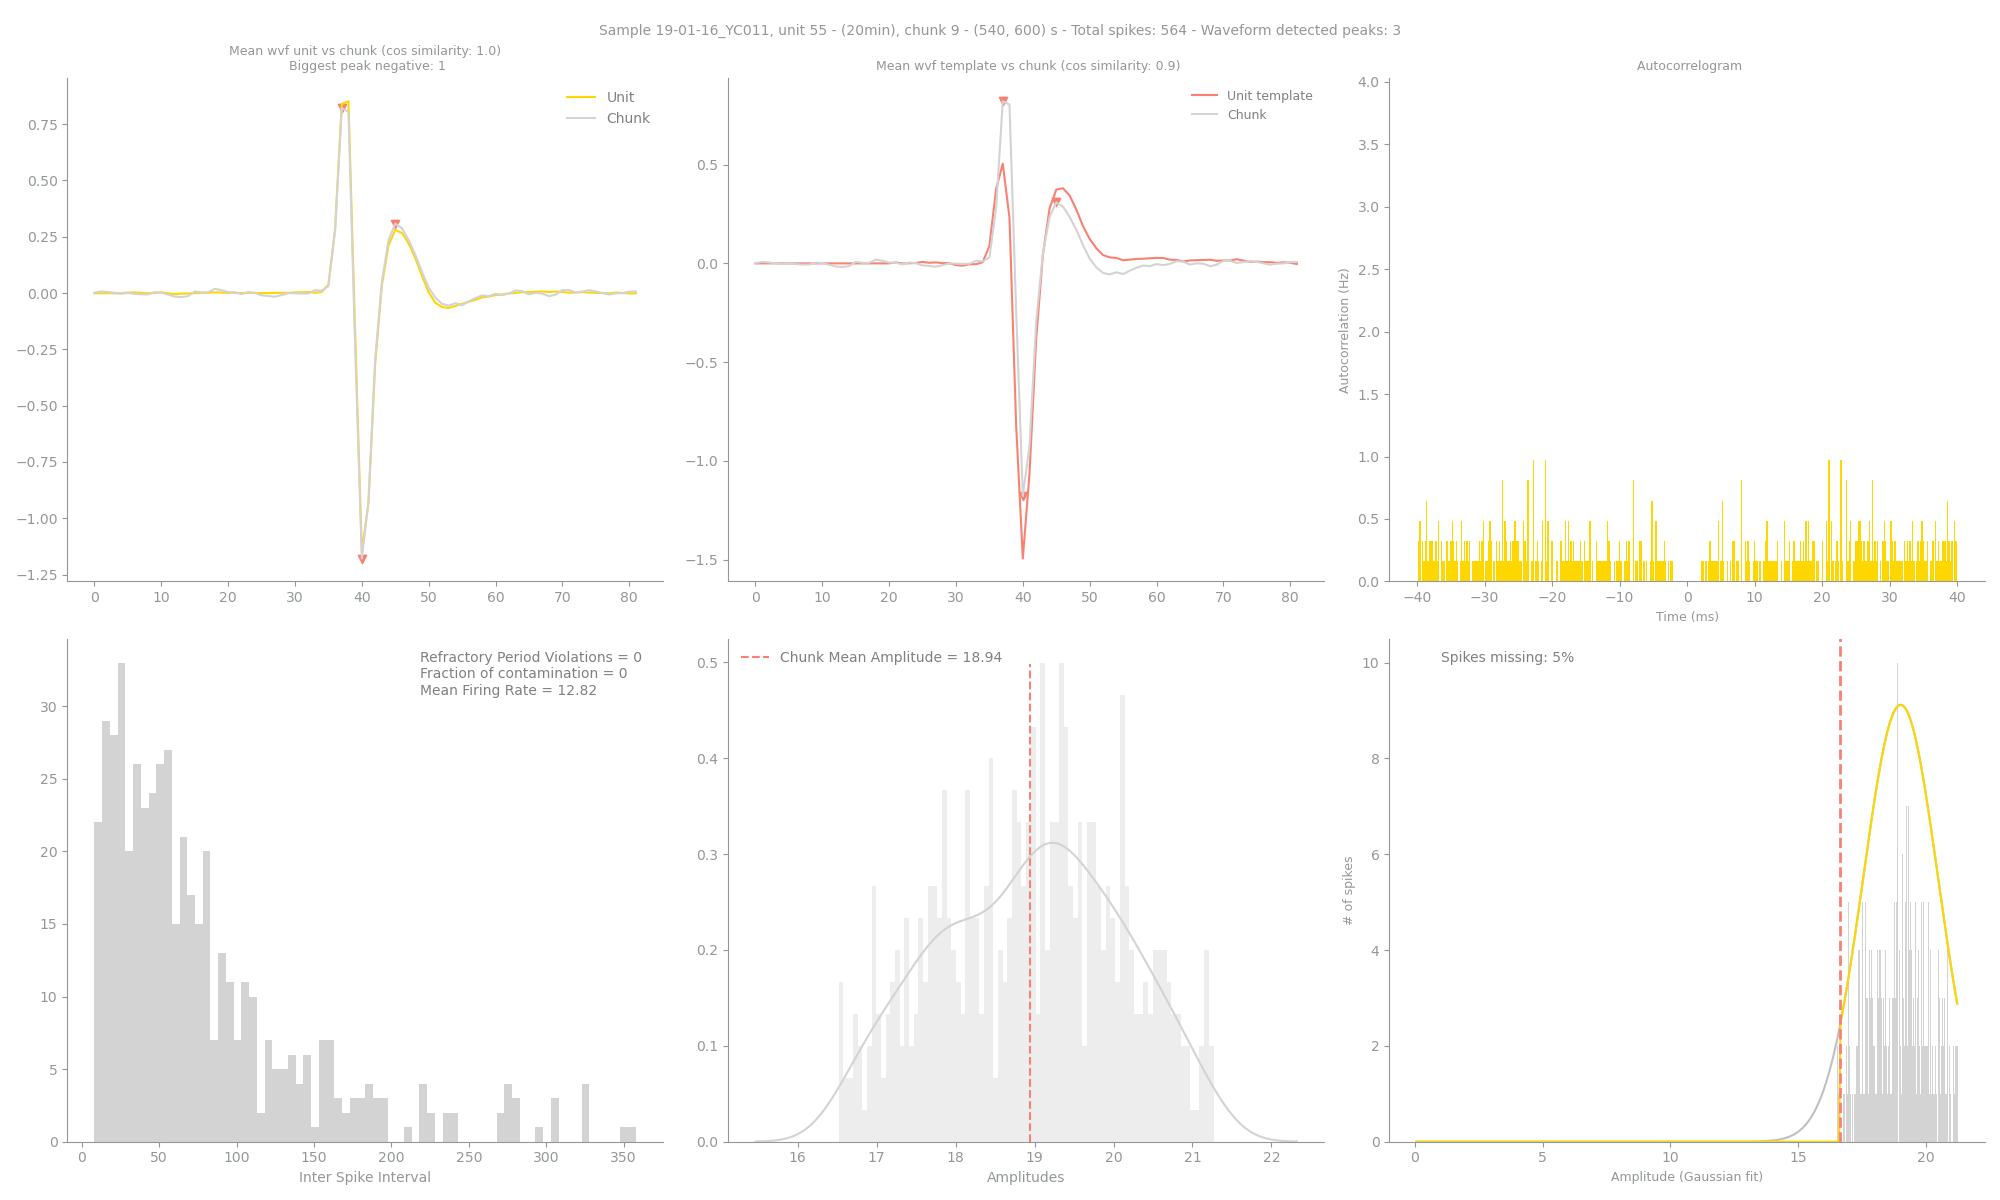 Sample 19-01-16_YC011, unit 55 - (20min), chunk 9 - (540, 600) s - Total spikes: 564 - Waveform detected peaks: 3
Mean wvf unit vs chunk (cos similarity: 1.0)
Biggest peak negative: 1
Unit
Chunk
0.75
0.50
0.25
0.00
−0.25
−0.50
−0.75
−1.00
−1.25
0 10 20 30 40 50 60 70 80
Mean wvf template vs chunk (cos similarity: 0.9)
Unit template
Chunk
0.5
0.0
−0.5
−1.0
−1.5
0 10 20 30 40 50 60 70 80
Autocorrelogram
Autocorrelation (Hz)
4.0
3.5
3.0
2.5
2.0
1.5
1.0
0.5
0.0
−40 −30 −20 −10 0 10 20 30 40
Time (ms)
Refractory Period Violations = 0
Fraction of contamination = 0
Mean Firing Rate = 12.82
30
25
20
15
10
5
0
0 50 100 150 200 250 300 350
Inter Spike Interval
Chunk Mean Amplitude = 18.94
0.5
0.4
0.3
0.2
0.1
0.0
16 17 18 19 20 21 22
Amplitudes
Spikes missing: 5%
# of spikes
10
8
6
4
2
0
0 5 10 15 20
Amplitude (Gaussian fit)